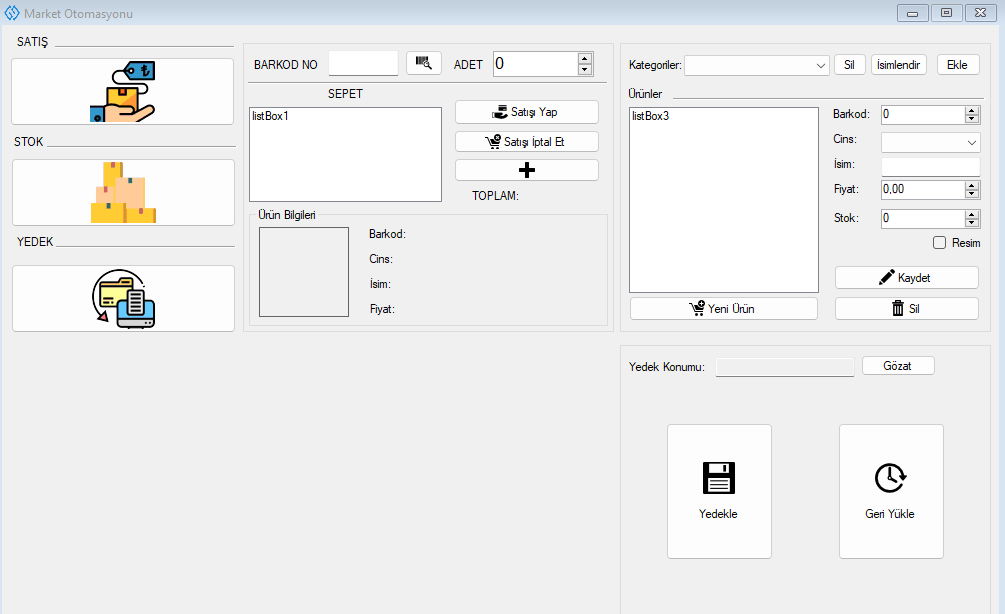 Market Otomasyonu
SATIŞ
STOK
YEDEK
BARKOD NO
ADET
0
SEPET
listBox1
Satışı Yap
Satışı İptal Et
TOPLAM:
Ürün Bilgileri
Barkod:
Cins:
İsim:
Fiyat:
Kategoriler:
Sil
İsimlendir
Ekle
Ürünler
listBox3
Yeni Ürün
Barkod:
0
Cins:
İsim:
Fiyat:
0,00
Stok:
0
Resim
Kaydet
Sil
Yedek Konumu:
Gözat
Yedekle
Geri Yükle